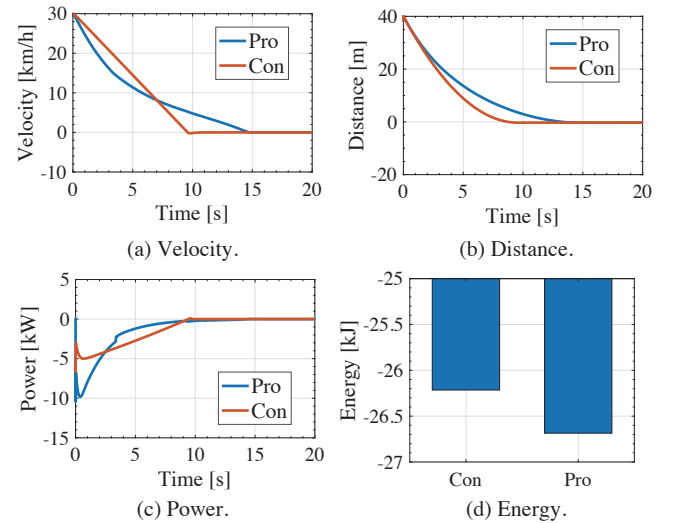 30
20
10
0
-10
Velocity [km/h]
Pro
Con
0 5 10 15 20
Time [s]
(a) Velocity.
40
20
0
-20
Distance [m]
Pro
Con
0 5 10 15 20
Time [s]
(b) Distance.
5
0
-5
-10
-15
Power [kW]
Pro
Con
0 5 10 15 20
Time [s]
(c) Power.
-25
-25.5
-26
-26.5
-27
Energy [kJ]
Con Pro
(d) Energy.